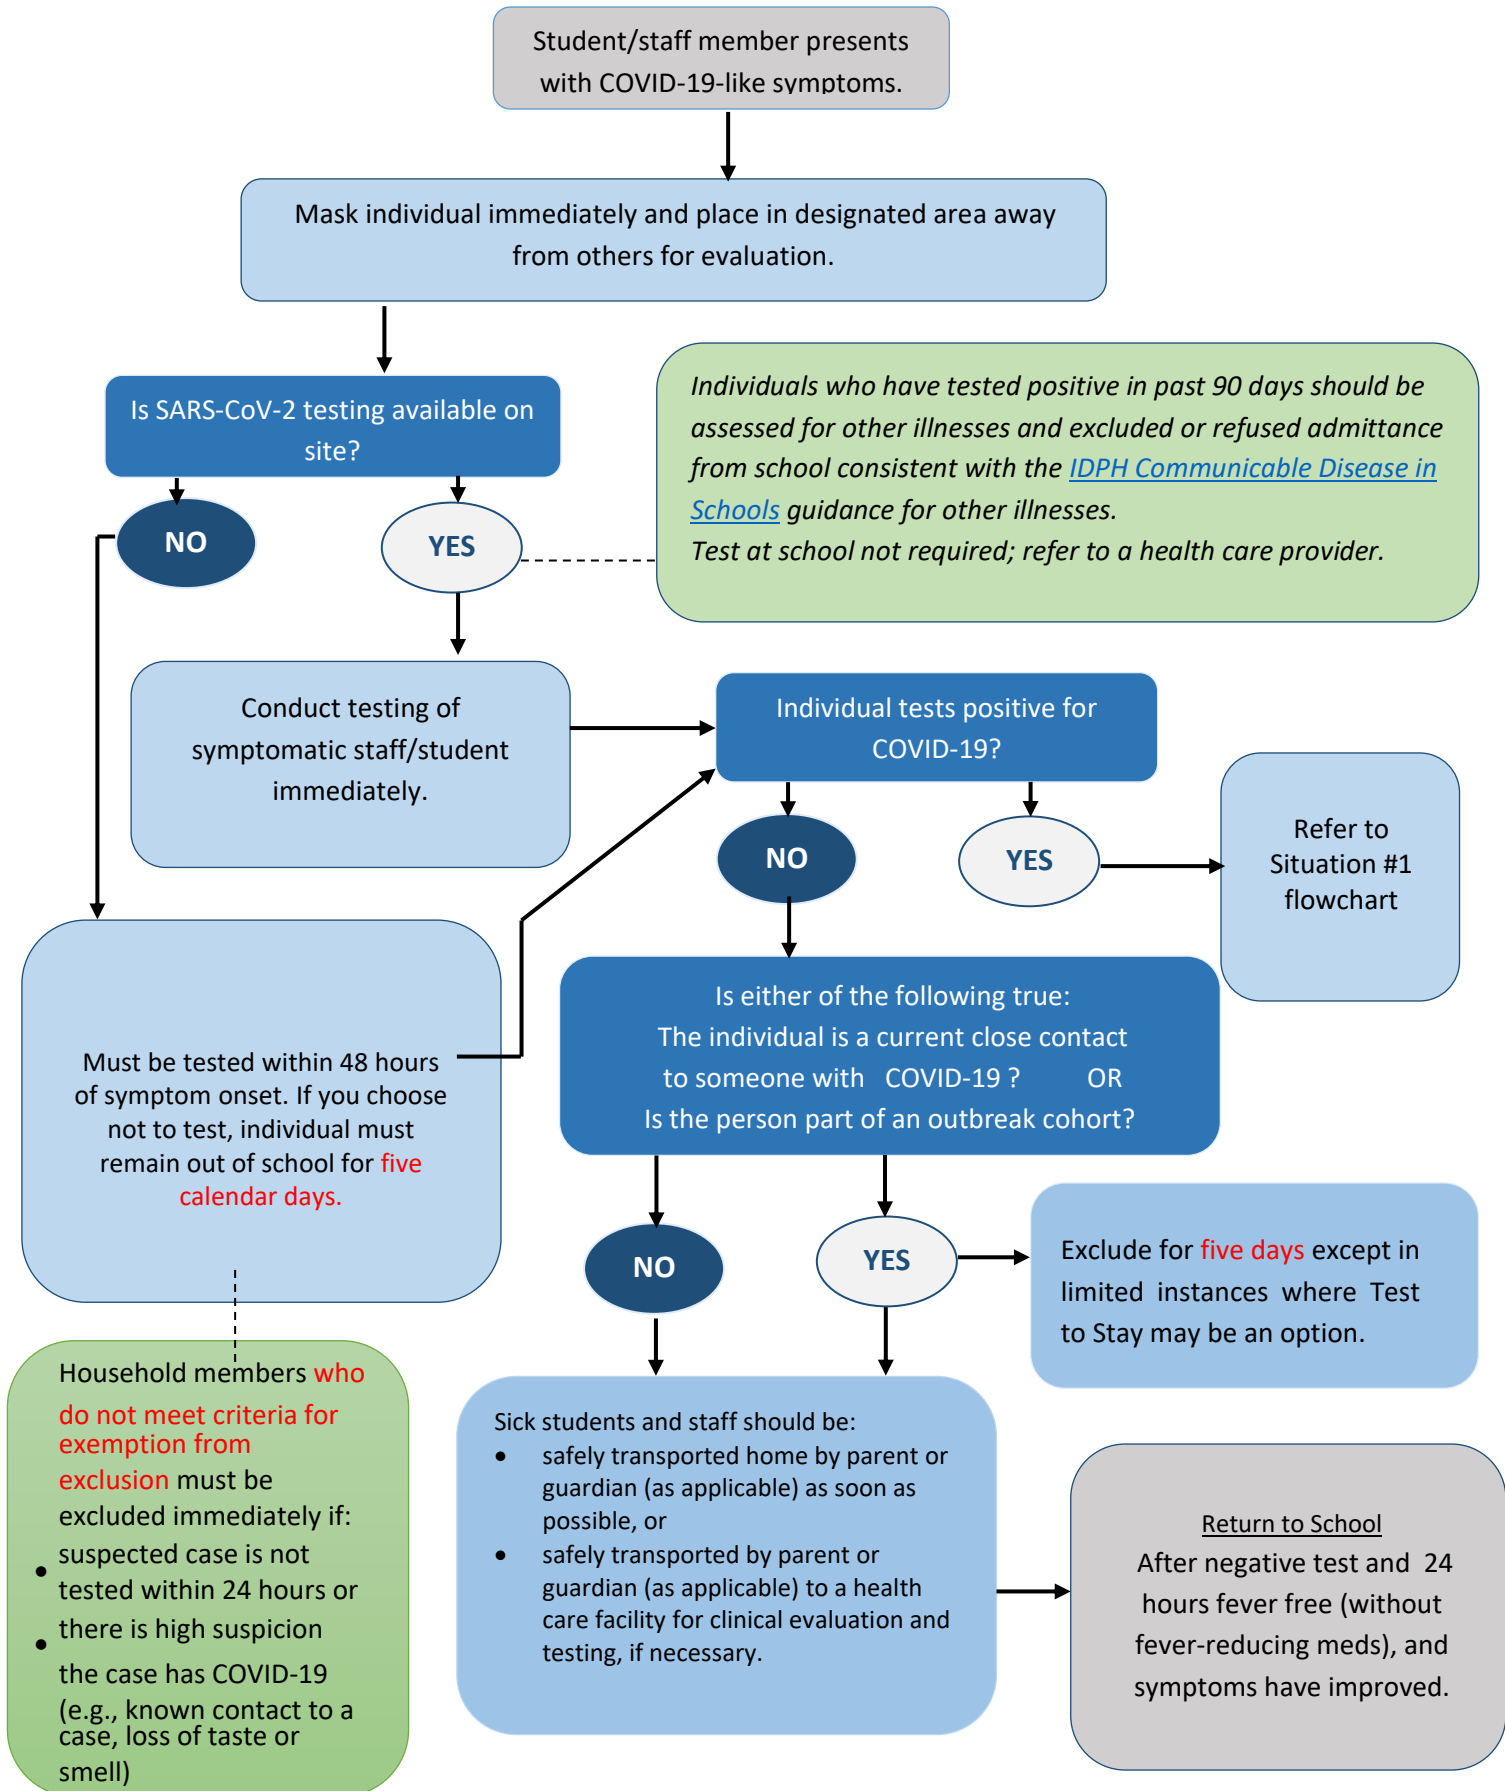 Student/staff member presents
with COVID-19-like symptoms.
Mask individual immediately and place in designated area away
from others for evaluation.
Is SARS-CoV-2 testing available on
site?
NO
YES
Individuals who have tested positive in past 90 days should be
assessed for other illnesses and excluded or refused admittance
from school consistent with the IDPH Communicable Disease in
Schools guidance for other illnesses.
Test at school not required; refer to a health care provider.
Conduct testing of
symptomatic staff/student
immediately.
Individual tests positive for
COVID-19?
NO
YES
Refer to
Situation #1
flowchart
Must be tested within 48 hours
of symptom onset. If you choose
not to test, individual must
remain out of school for five
calendar days.
Is either of the following true:
The individual is a current close contact
to someone with COVID-19 ? OR
Is the person part of an outbreak cohort?
NO
YES
Exclude for five days except in
limited instances where Test
to Stay may be an option.
Household members who
do not meet criteria for
exemption from
exclusion must be
excluded immediately if:
• suspected case is not
tested within 24 hours or
• there is high suspicion
the case has COVID-19
(e.g., known contact to a
case, loss of taste or
smell)
Sick students and staff should be:
• safely transported home by parent or
guardian (as applicable) as soon as
possible, or
• safely transported by parent or
guardian (as applicable) to a health
care facility for clinical evaluation and
testing, if necessary.
Return to School
After negative test and 24
hours fever free (without
fever-reducing meds), and
symptoms have improved.